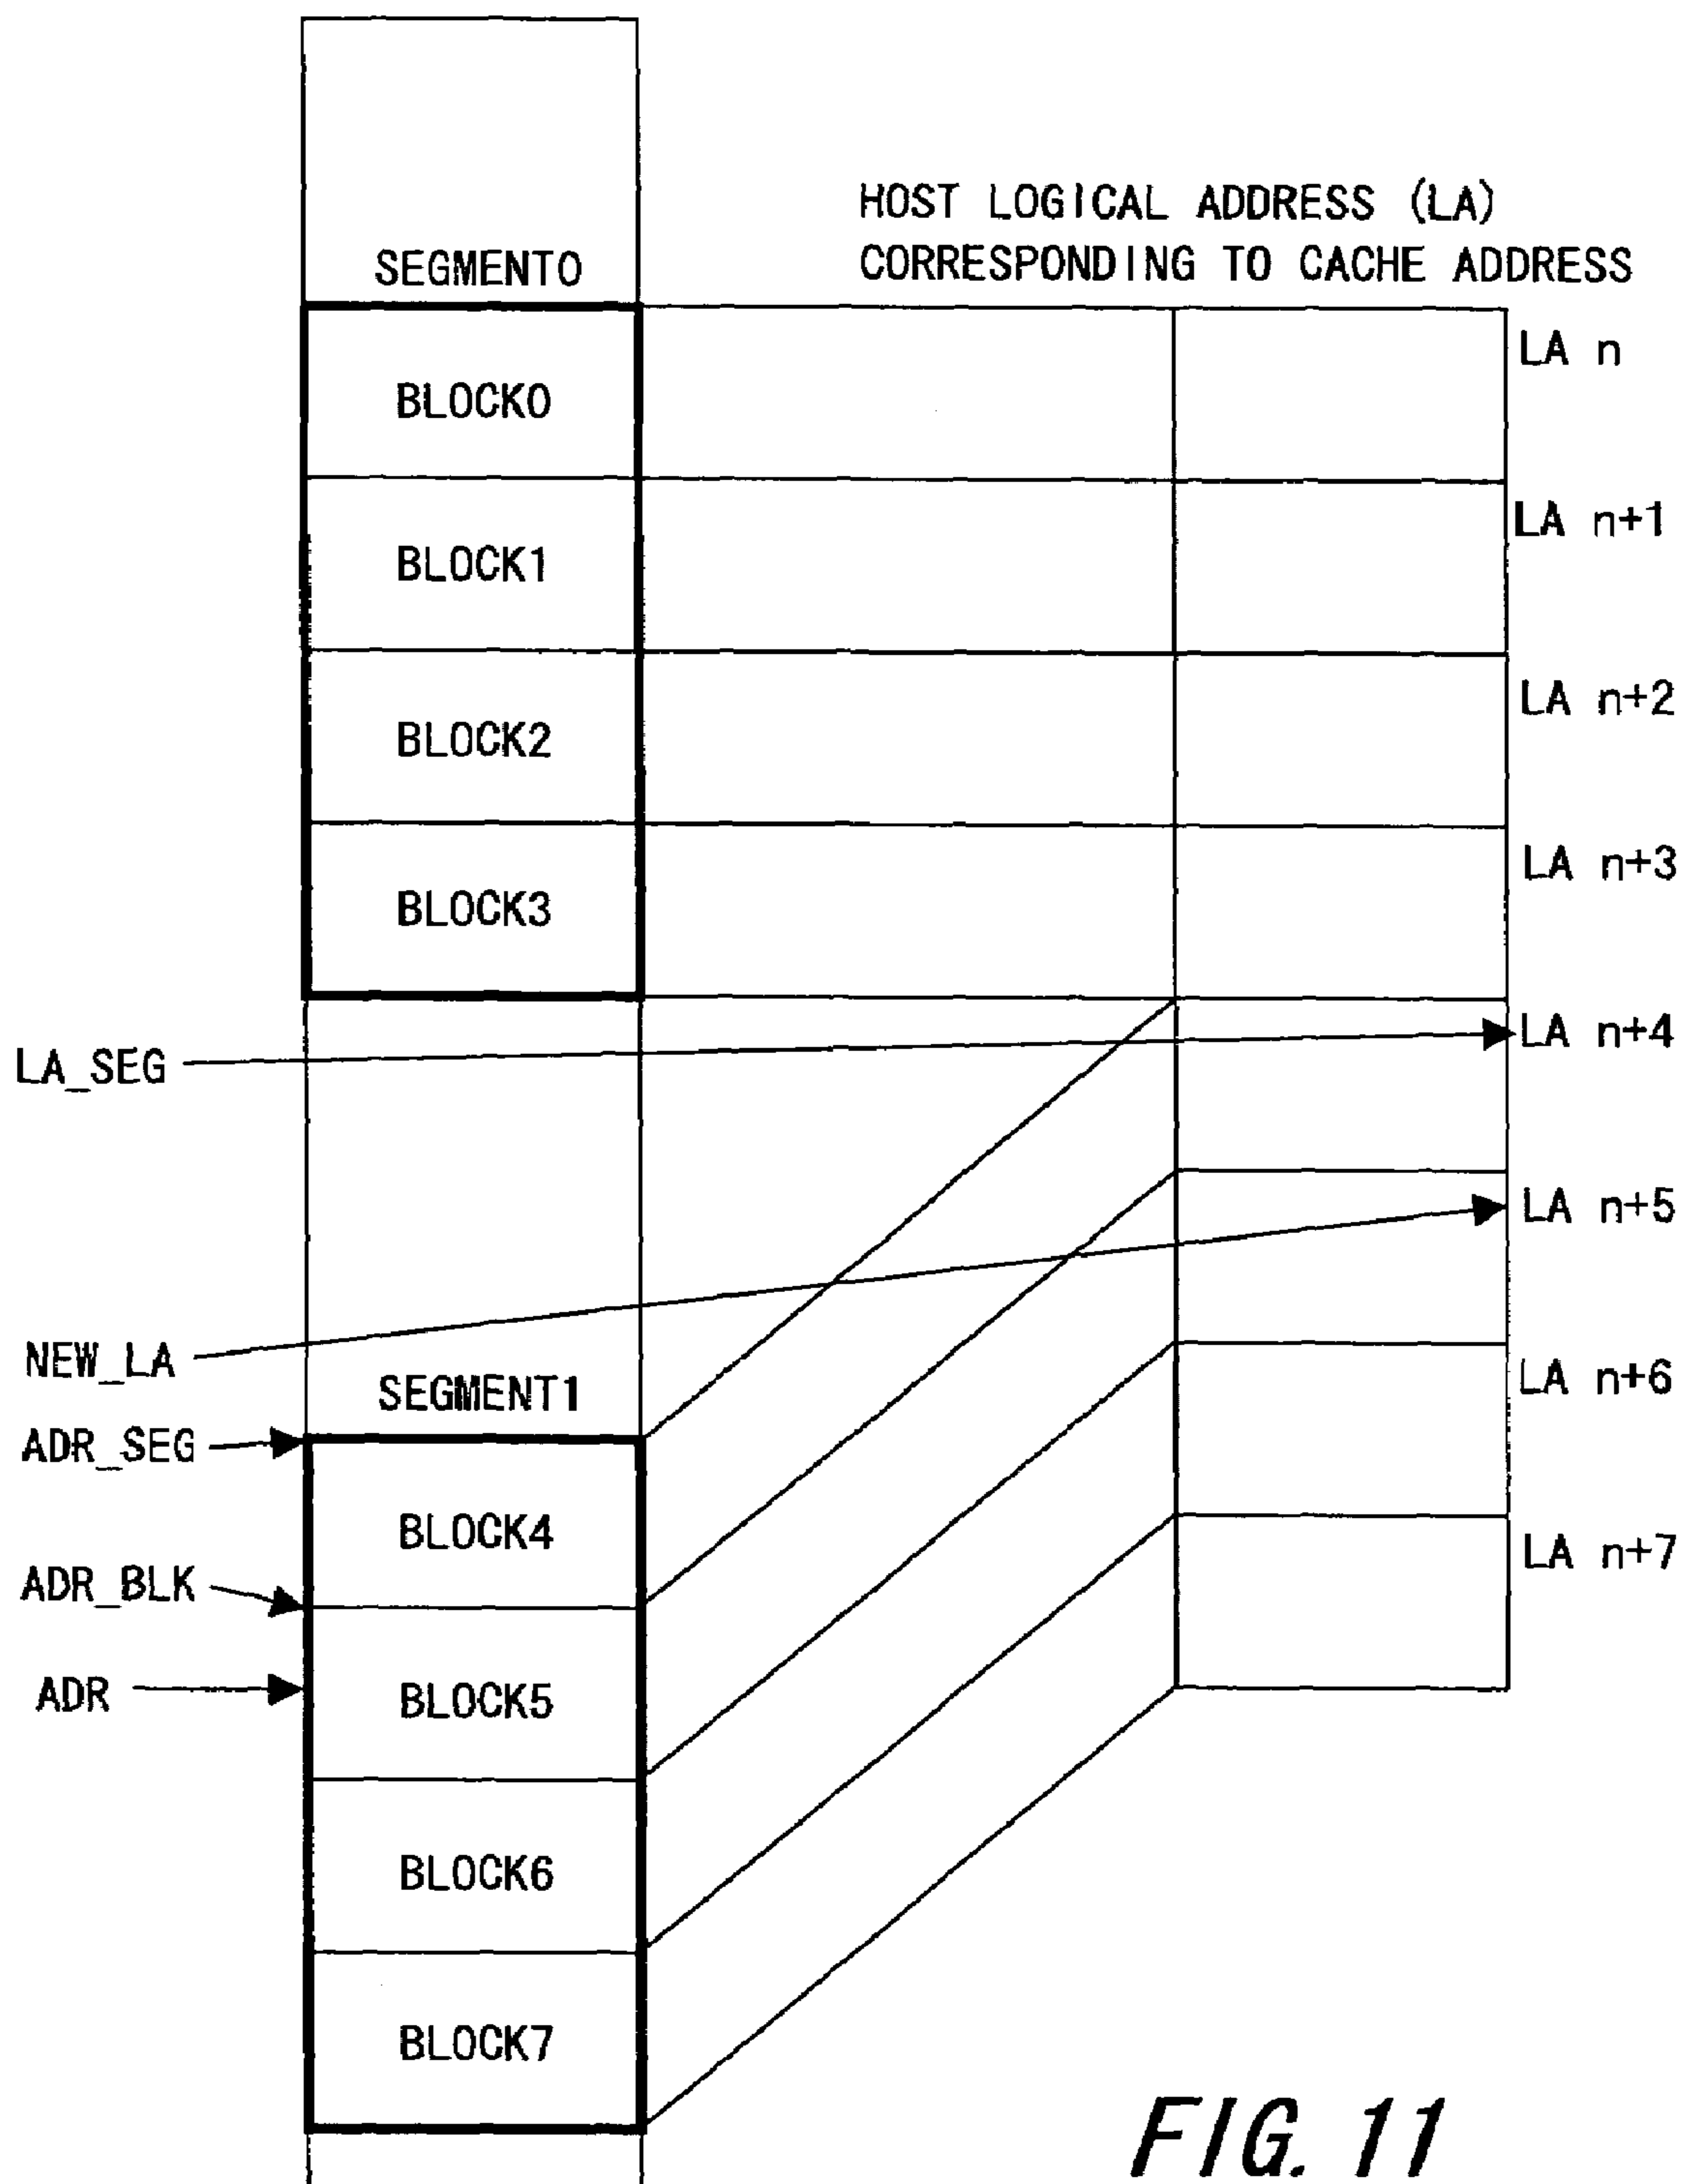 HOST LOGICAL ADDRESS (LA)
CORRESPONDING TO CACHE ADDRESS
SEGMENT0
LA n
BLOCK0
LA n+1
BLOCK1
LA n+2
BLOCK2
LA n+3
BLOCK3
LA n+4
LA_SEG
LA n+5
NEW_LA
LA n+6
SEGMENT1
ADR_SEG
BLOCK4
LA n+7
ADR_BLK
ADR
BLOCK5
BLOCK6
BLOCK7
FIG. 11